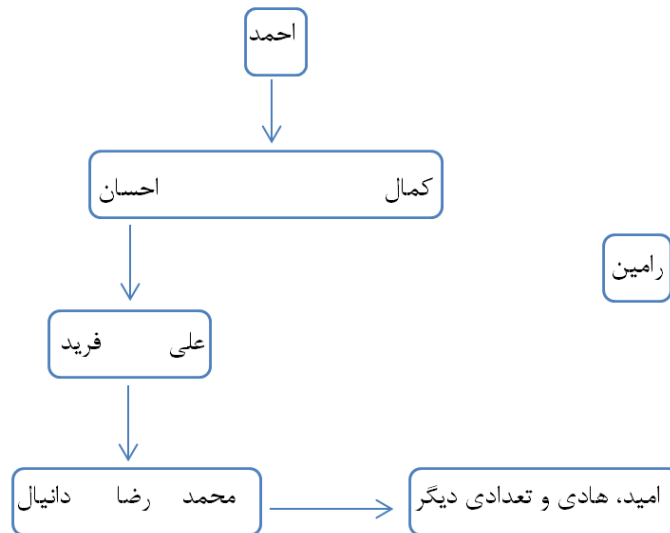 احمد
کمال احسان
رامین
علی فرید
محمد رضا دانیال
امید، هادی و تعدادی دیگر